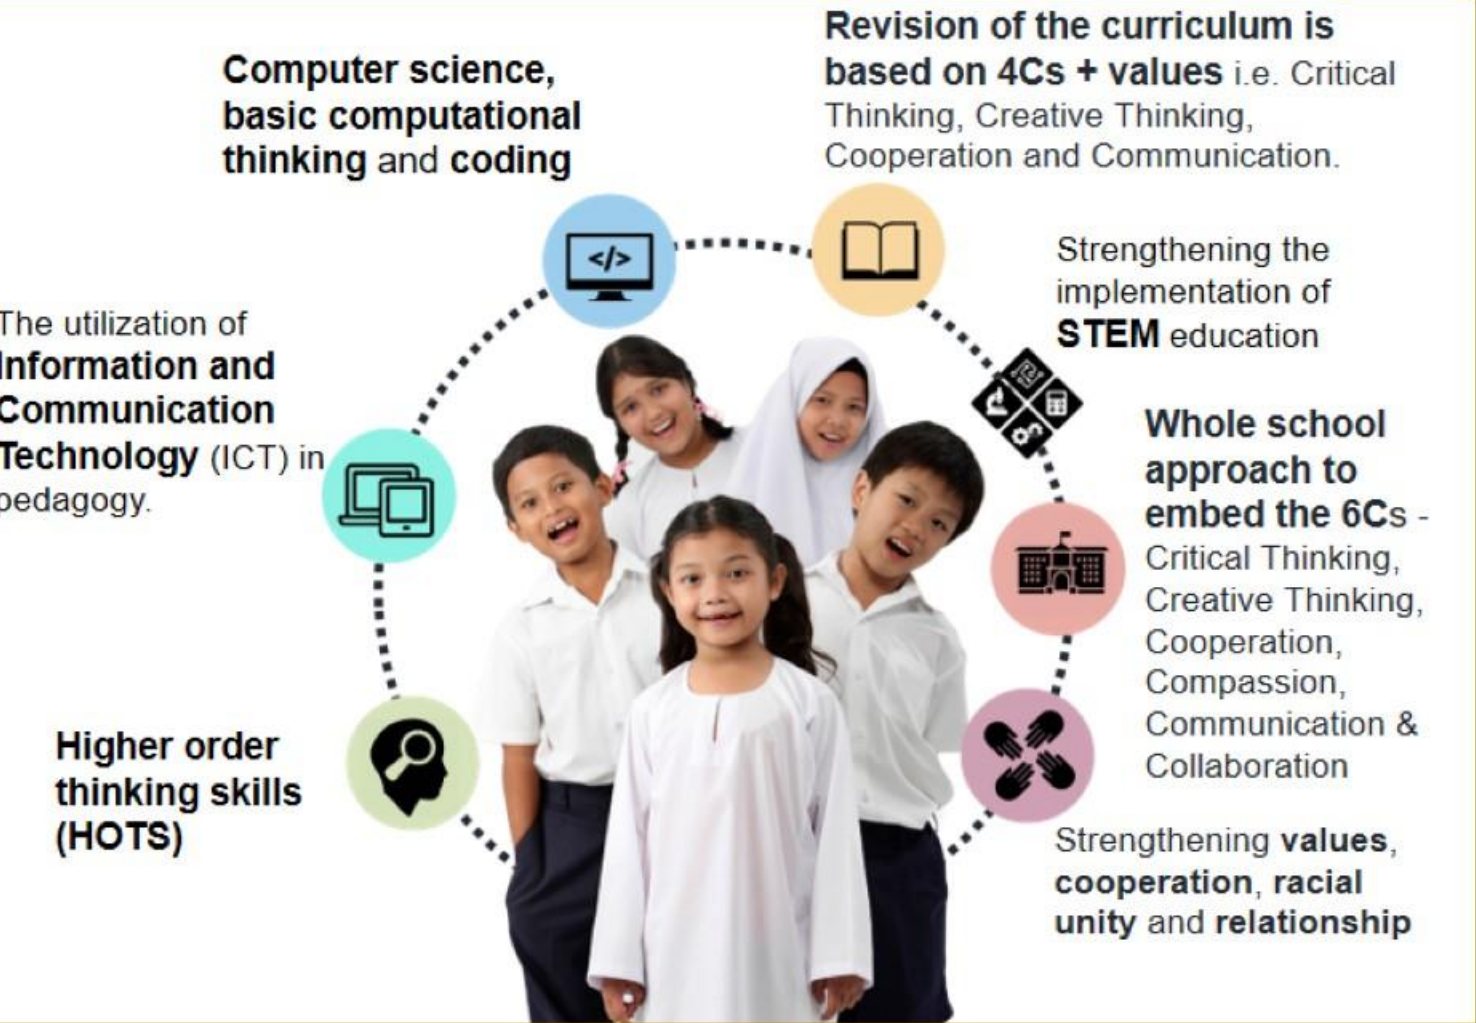 Computer science,
basic computational
thinking and coding
Revision of the curriculum is
based on 4Cs + values i.e. Critical
Thinking, Creative Thinking,
Cooperation and Communication.
</>
Strengthening the
implementation of
STEM education
The utilization of
Information and
Communication
Technology (ICT) in
pedagogy.
Whole school
approach to
embed the 6Cs -
Critical Thinking,
Creative Thinking,
Cooperation,
Compassion,
Communication &
Collaboration
Higher order
thinking skills
(HOTS)
Strengthening values,
cooperation, racial
unity and relationship